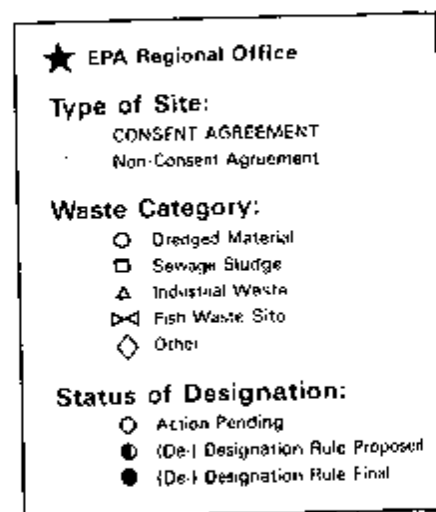 EPA Regional Office
Type of Site:
CONSENT AGREEMENT
Non-Consent Agreement
Waste Category:
Dredged Material
Sewage Sludge
Industrial Waste
Fish Waste Site
Other
Status of Designation:
Action Pending
(De-) Designation Rule Proposed
(De-) Designation Rule Final